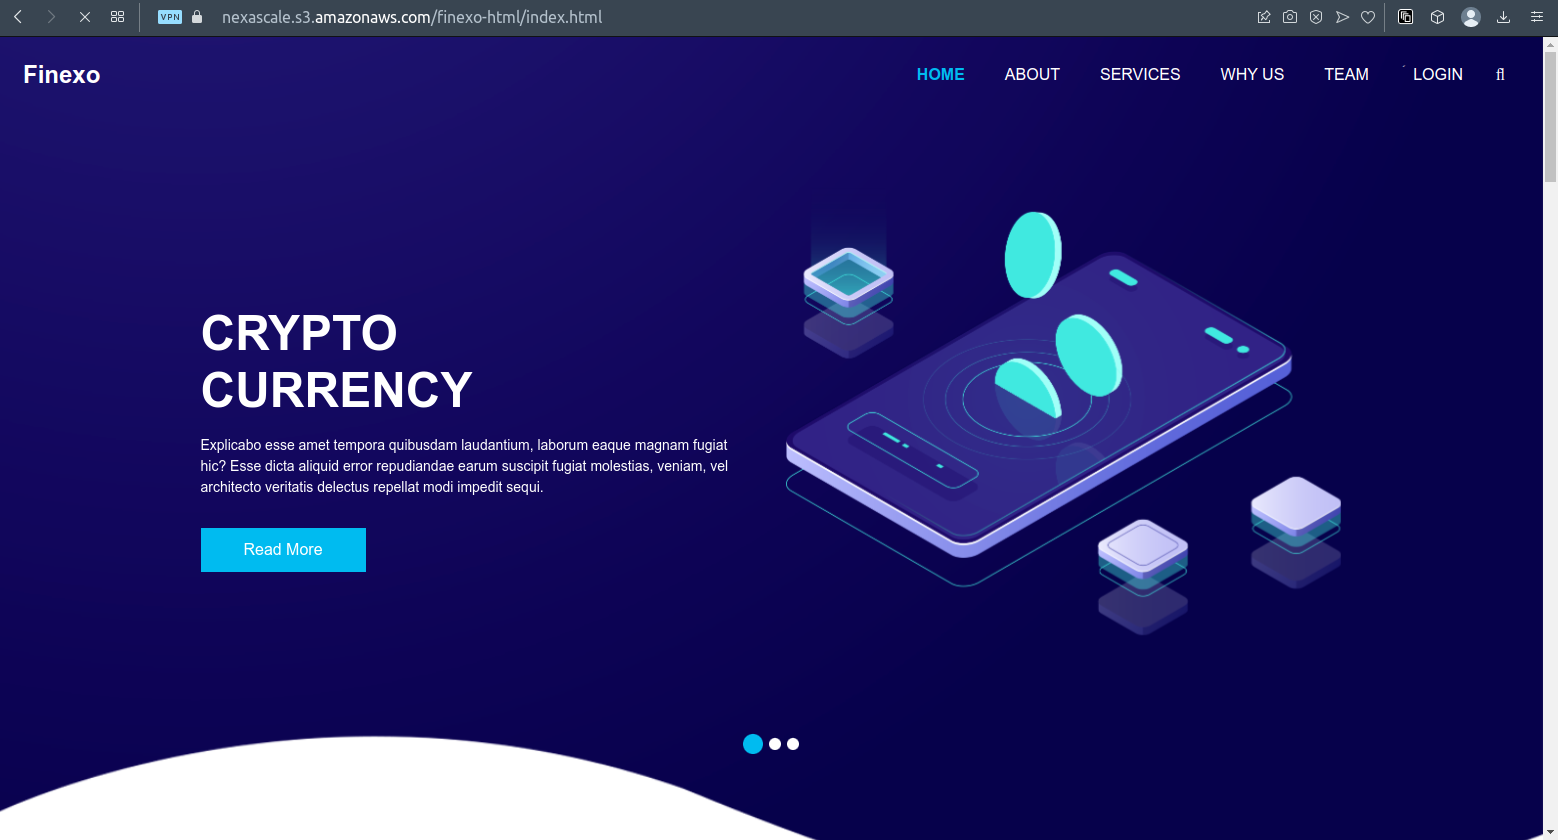 VPN
nexascale.s3.amazonaws.com/finexo-html/index.html
Finexo
HOME
ABOUT
SERVICES
WHY US
TEAM
LOGIN
CRYPTO
CURRENCY
Explicabo esse amet tempora quibusdam laudantium, laborum eaque magnam fugiat
hic? Esse dicta aliquid error repudiandae earum suscipit fugiat molestias, veniam, vel
architecto veritatis delectus repellat modi impedit sequi.
Read More